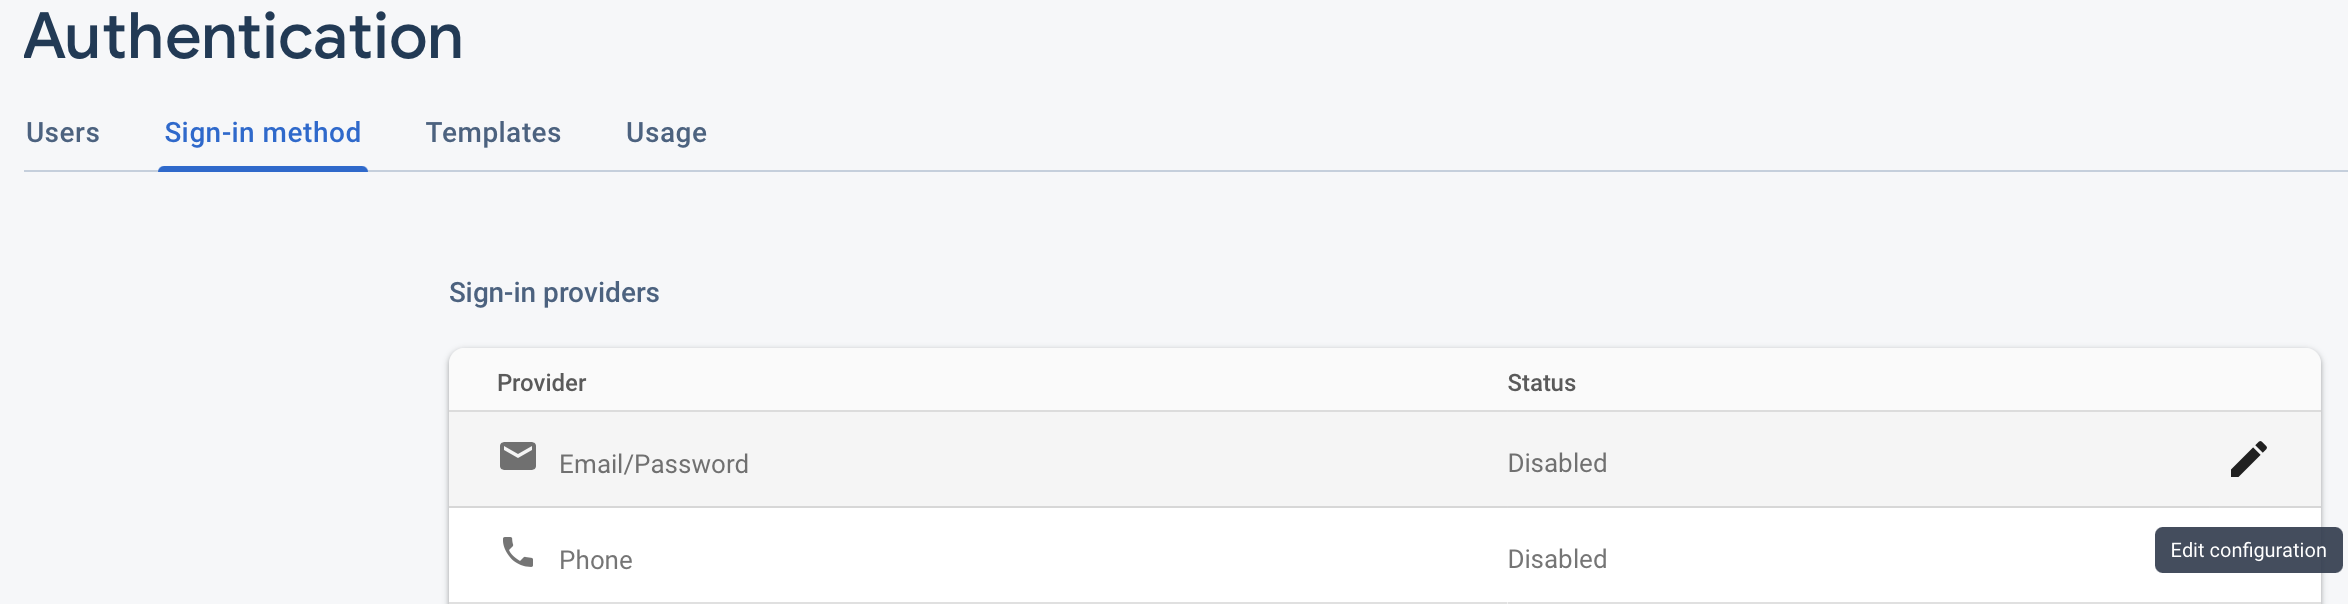 Authentication
Users Sign-in method Templates Usage
Sign-in providers
Provider Status
Email/Password Disabled
Phone Disabled
Edit configuration